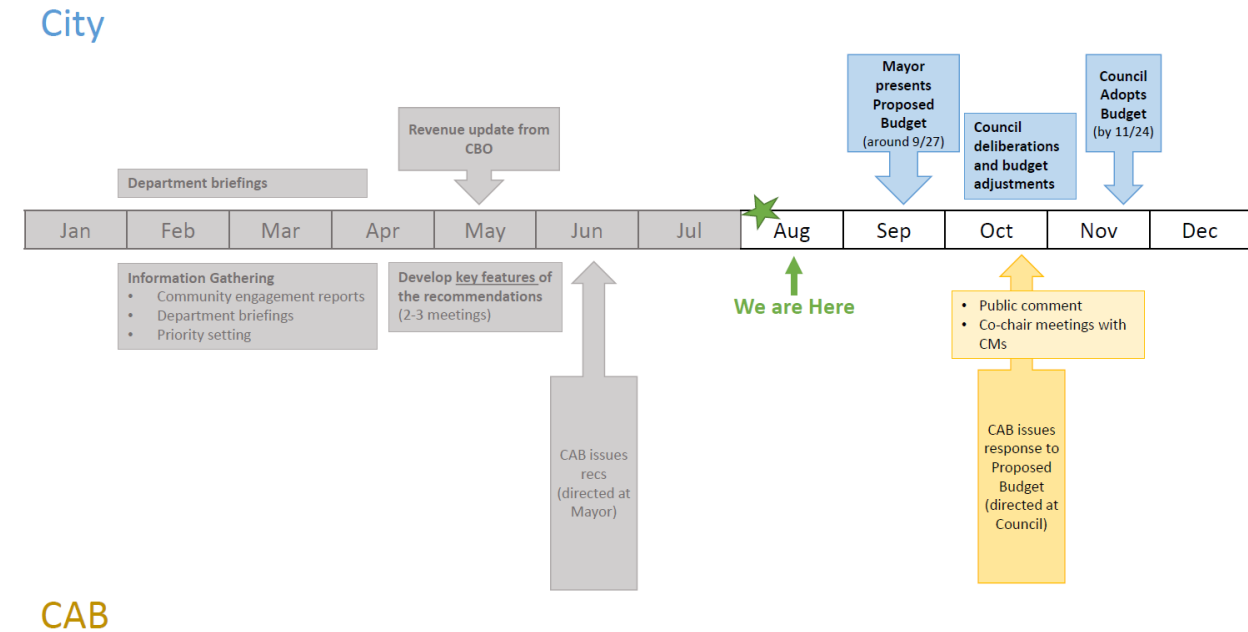 City
Mayor
presents
Proposed
Budget
(around 9/27)
Council
Adopts
Budget
(by 11/24)
Revenue update from
CBO
Council
deliberations
and budget
adjustments
Department briefings
Jan Feb Mar Apr May Jun Jul Aug Sep Oct Nov Dec
Information Gathering
• Community engagement reports
• Department briefings
• Priority setting
Develop key features of
the recommendations
(2-3 meetings)
We are Here
• Public comment
• Co-chair meetings with
CMs
CAB issues
recs
(directed at
Mayor)
CAB issues
response to
Proposed
Budget
(directed at
Council)
CAB